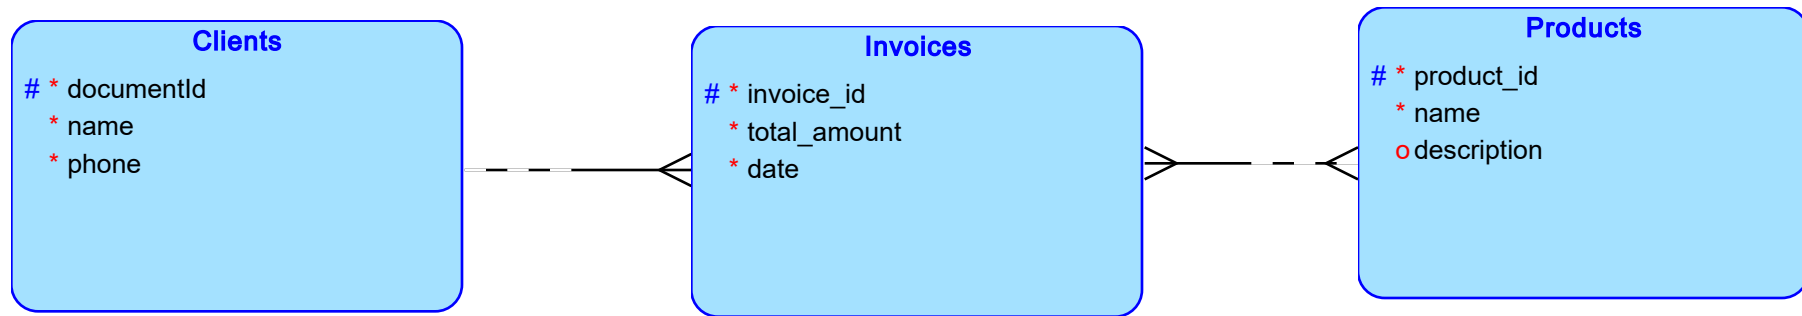 Clients
# * documentId
* name
* phone
Invoices
# * invoice_id
* total_amount
* date
Products
# * product_id
* name
o description